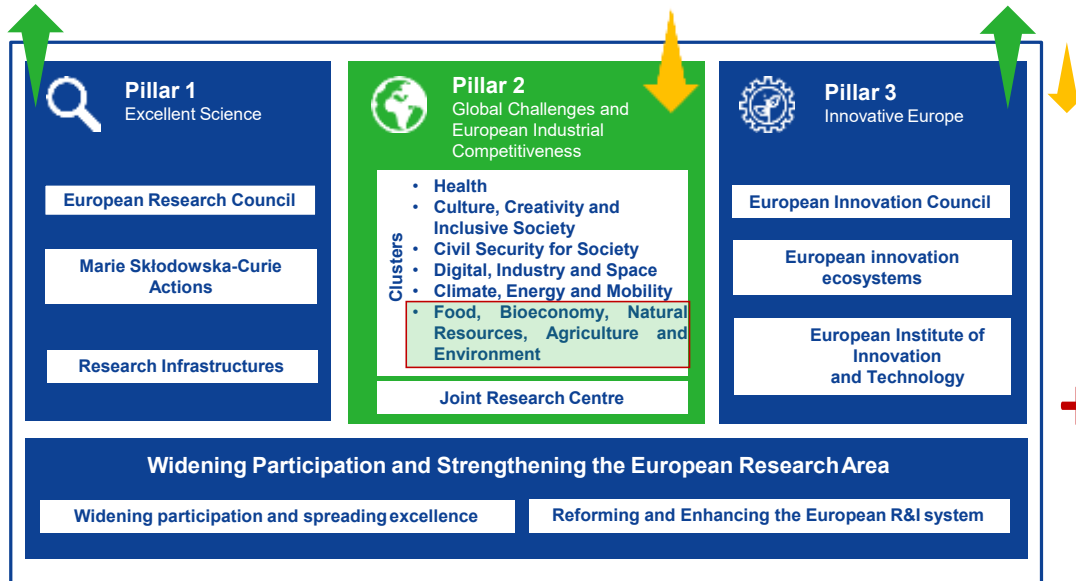 Pillar 1
Excellent Science
European Research Council
Marie Skłodowska-Curie
Actions
Research Infrastructures
Pillar 2
Global Challenges and
European Industrial
Competitiveness
Clusters
• Health
• Culture, Creativity and
Inclusive Society
• Civil Security for Society
• Digital, Industry and Space
• Climate, Energy and Mobility
• Food, Bioeconomy, Natural
Resources, Agriculture and
Environment
Joint Research Centre
Pillar 3
Innovative Europe
European Innovation Council
European innovation
ecosystems
European Institute of
Innovation
and Technology
Widening Participation and Strengthening the European Research Area
Widening participation and spreading excellence
Reforming and Enhancing the European R&I system